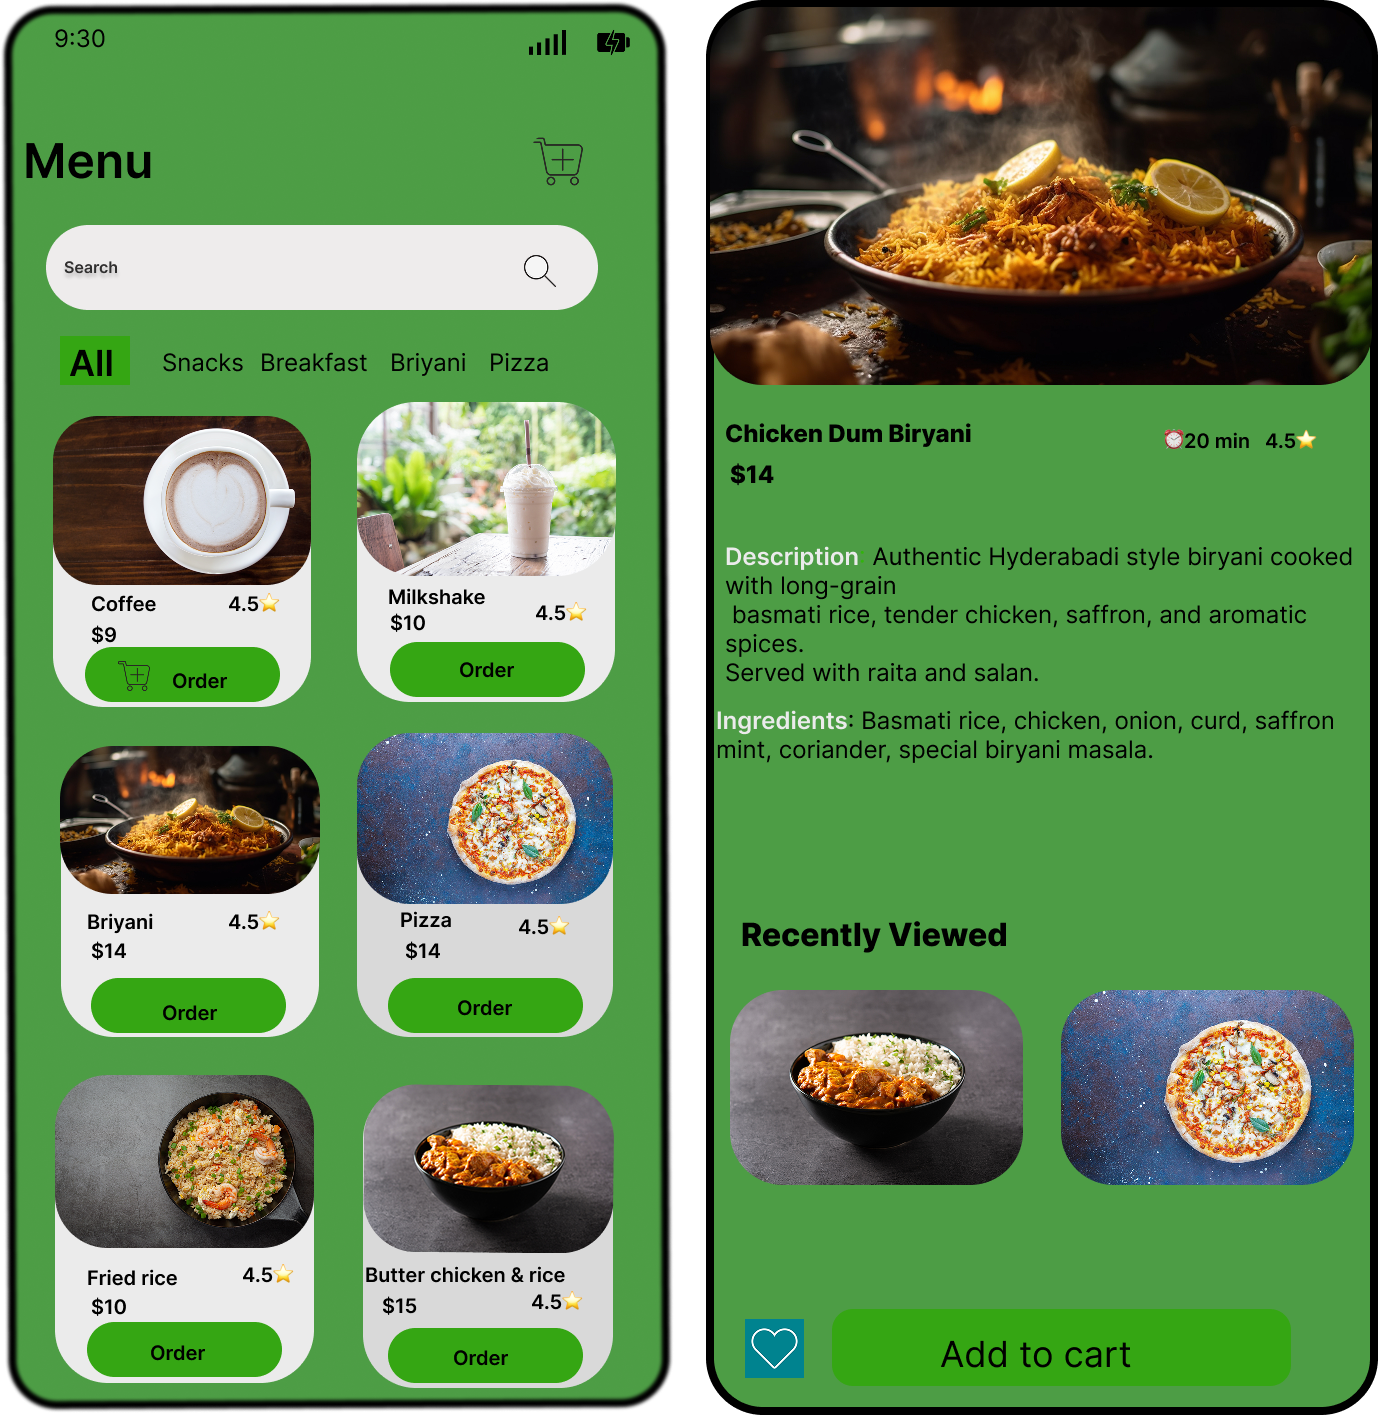 9:30
Menu
Search
All Snacks Breakfast Briyani Pizza
Coffee 4.5⭐
$9
Order
Milkshake
$10 4.5⭐
Order
Briyani 4.5⭐
$14
Order
Pizza 4.5⭐
$14
Order
Fried rice 4.5⭐
$10
Order
Butter chicken & rice
$15 4.5⭐
Order
Chicken Dum Biryani ⏰20 min 4.5⭐
$14
Description Authentic Hyderabadi style biryani cooked
with long-grain
basmati rice, tender chicken, saffron, and aromatic
spices.
Served with raita and salan.
Ingredients: Basmati rice, chicken, onion, curd, saffron
mint, coriander, special biryani masala.
Recently Viewed
Add to cart